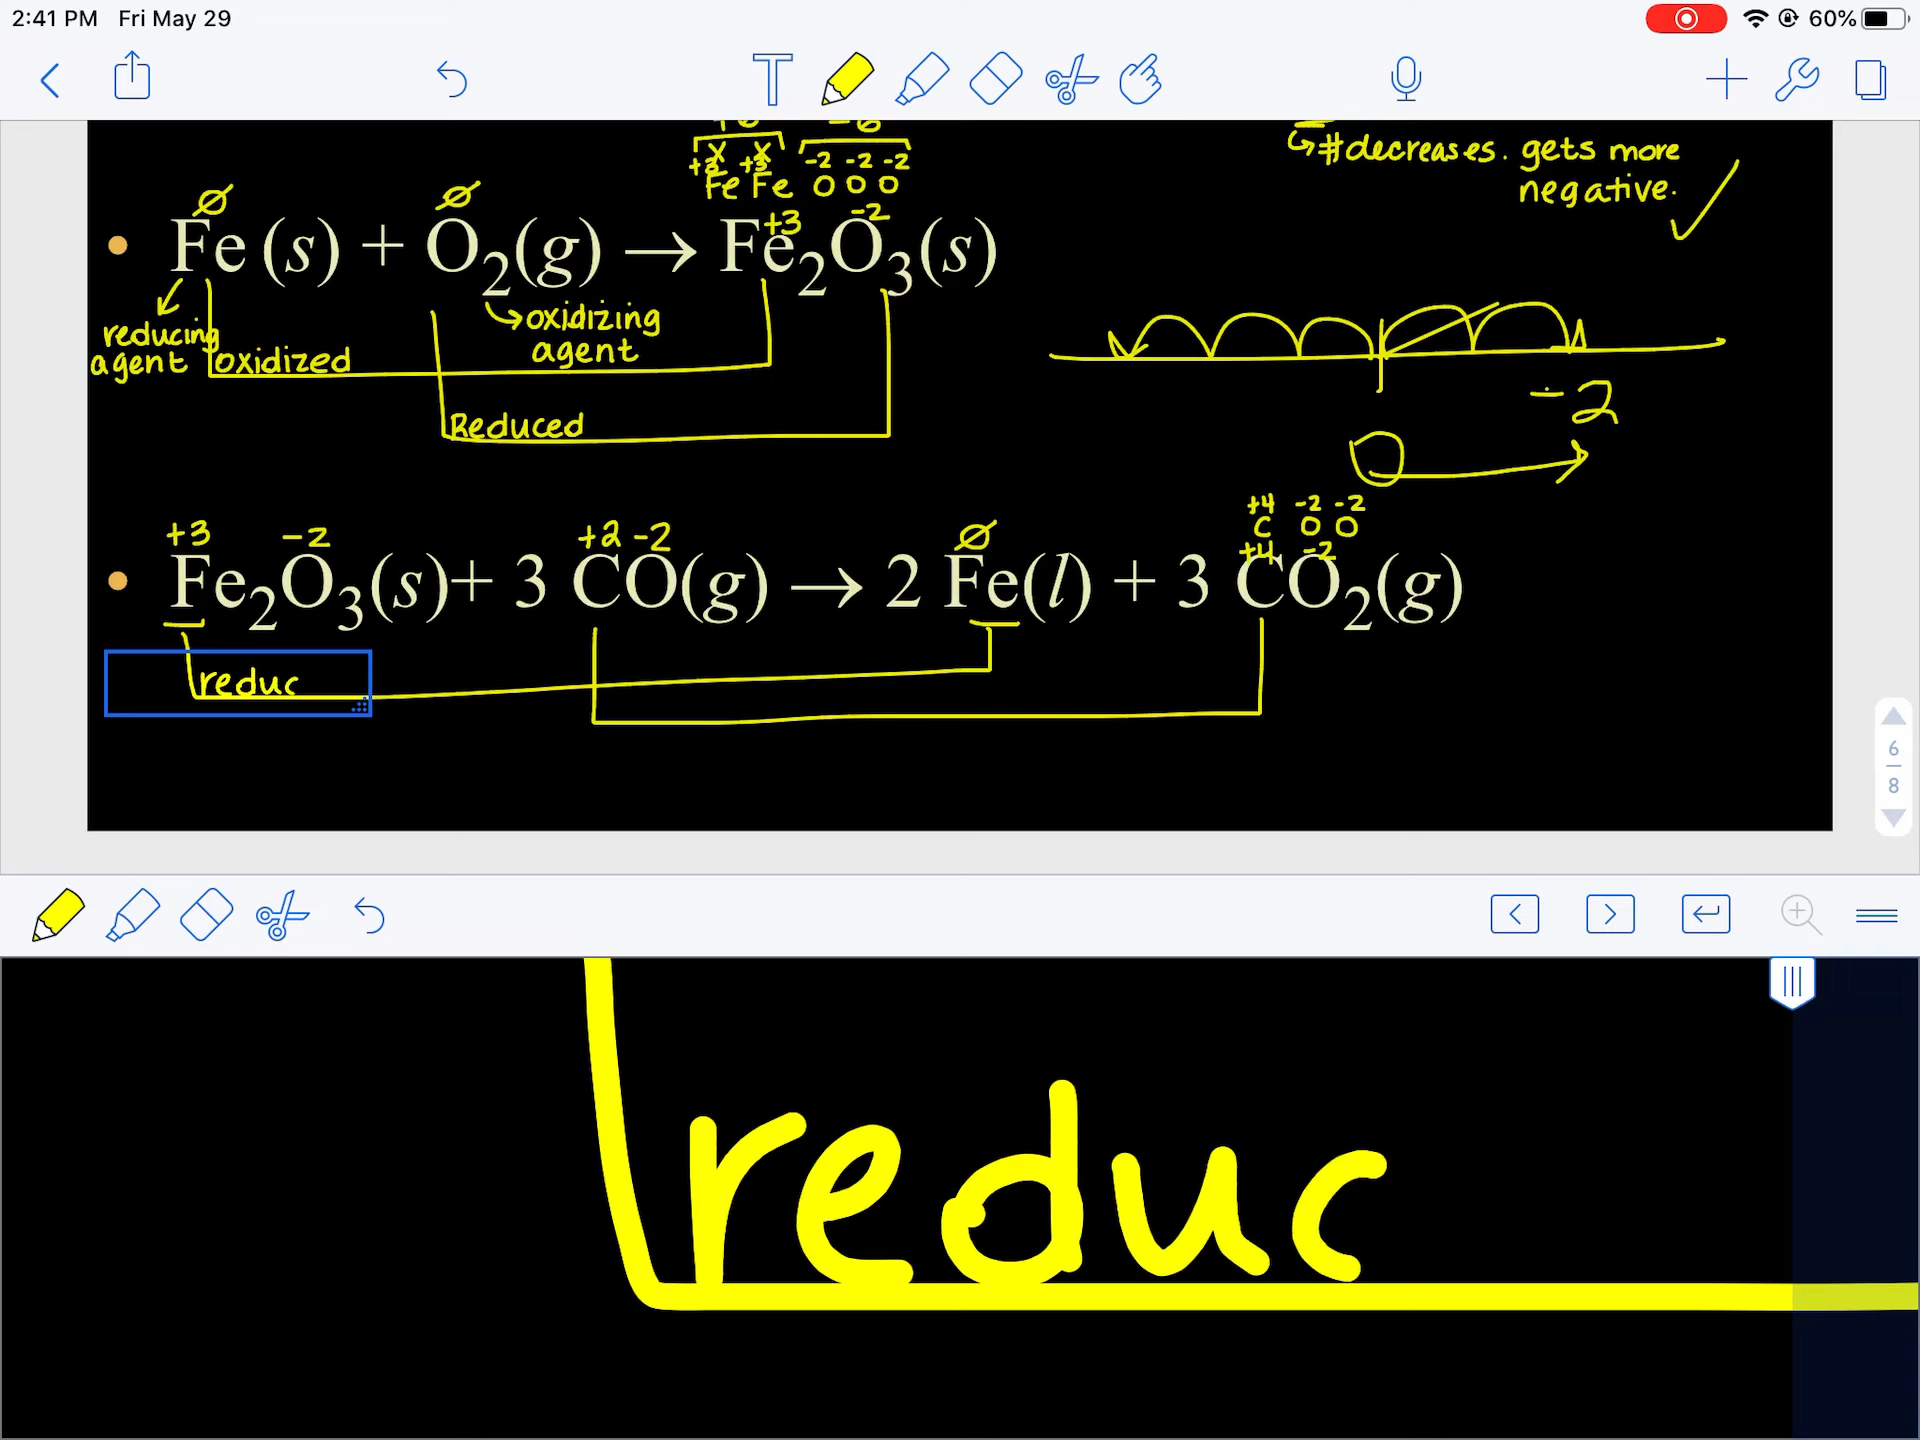 2:41 PM Fri May 29
60%
T
+6 -6
X X
+3 +3 -2 -2 -2
Fe Fe O O O
↳#decreases. gets more
negative.
Ø Ø +3 -2
• Fe (s) + O₂(g) → Fe₂O₃(s)
reducing
agent
oxidizing
agent
oxidized
Reduced
-2
+4 -2 -2
C O O
+3 -2 +2 -2 Ø +4 -2
• Fe₂O₃(s)+ 3 CO(g) → 2 Fe(l) + 3 CO₂(g)
reduc
6
8
reduc